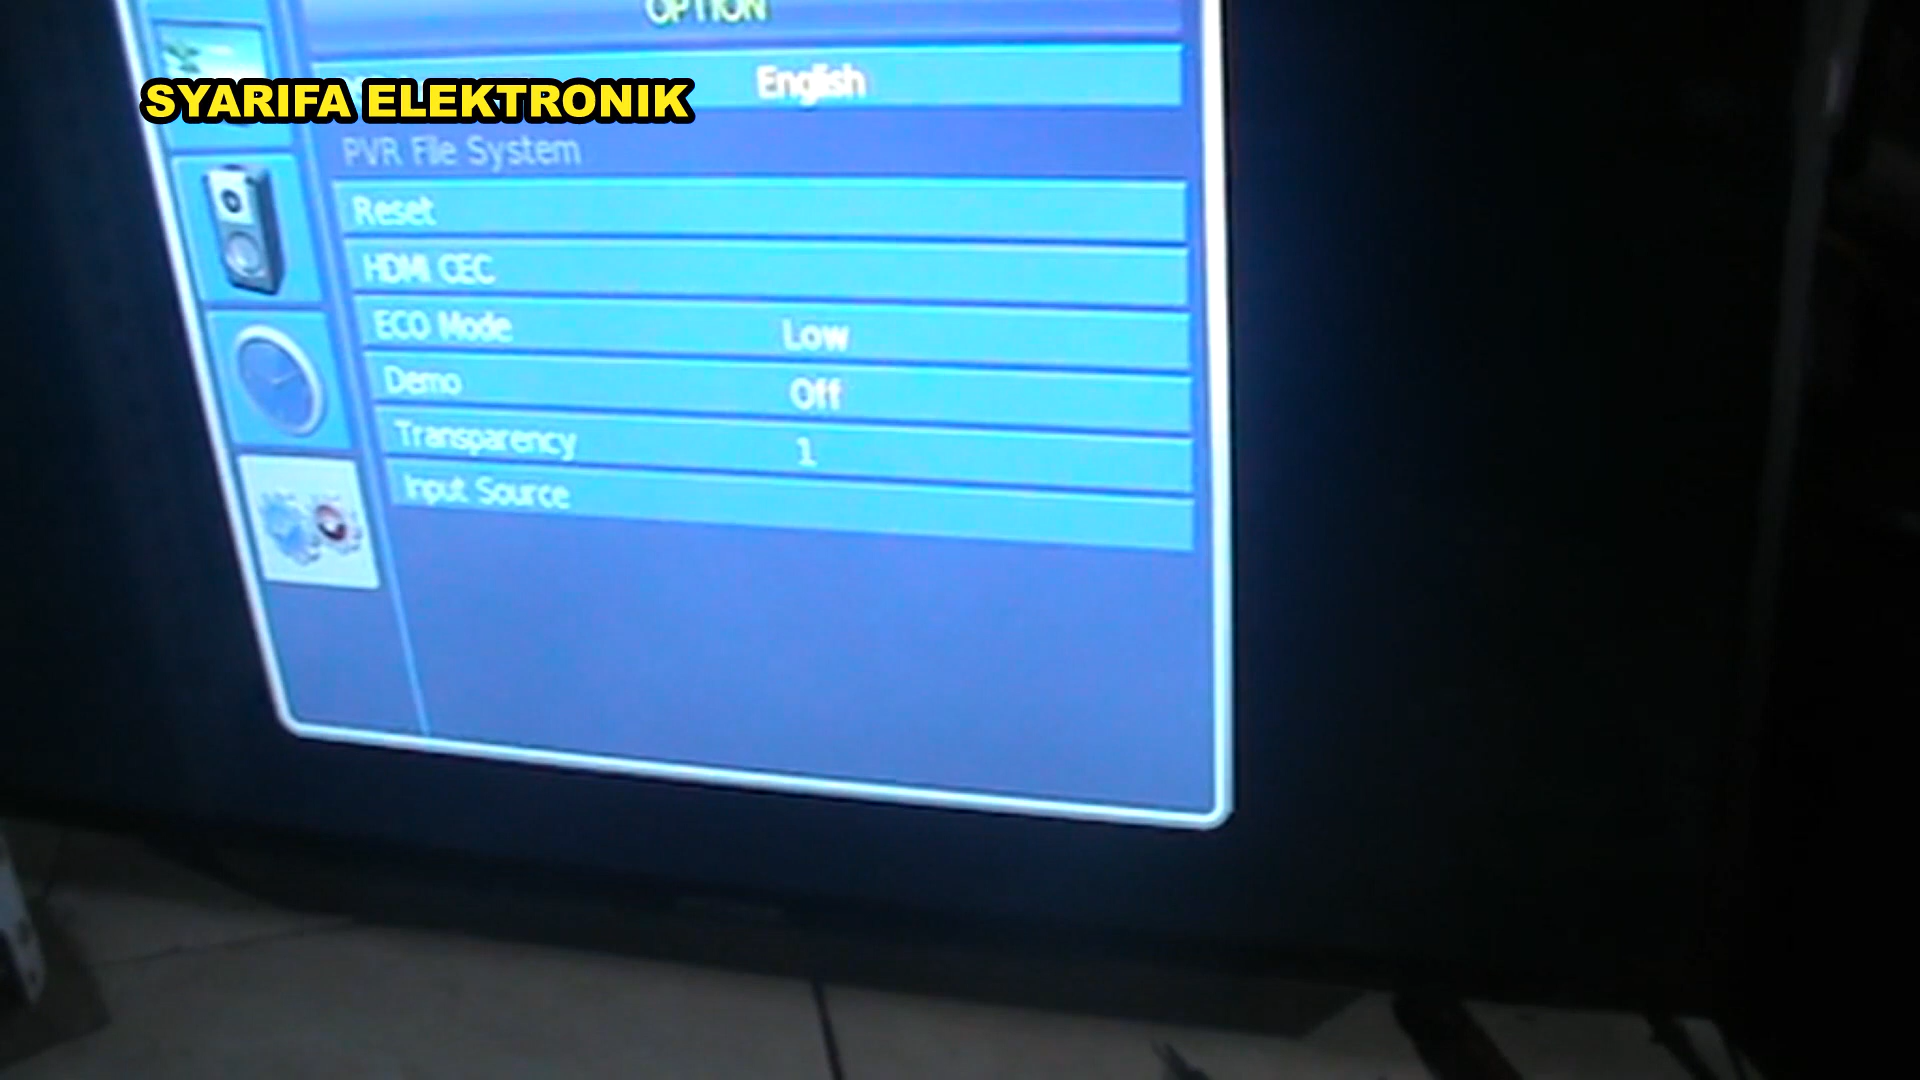 OPTION
English
SYARIFA ELEKTRONIK
PVR File System
Reset
HDMI CEC
ECO Mode Low
Demo Off
Transparency 1
Input Source